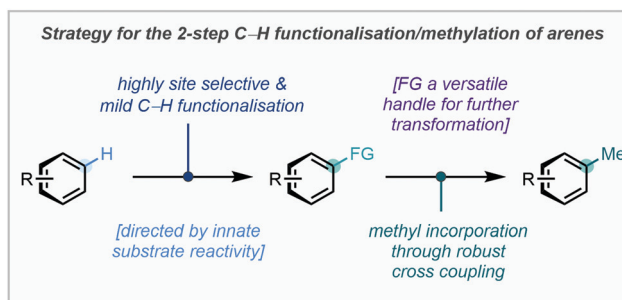 Strategy for the 2-step C–H functionalisation/methylation of arenes
highly site selective &
mild C–H functionalisation
[FG a versatile
handle for further
transformation]
R
H
R
FG
R
Me
[directed by innate
substrate reactivity]
methyl incorporation
through robust
cross coupling